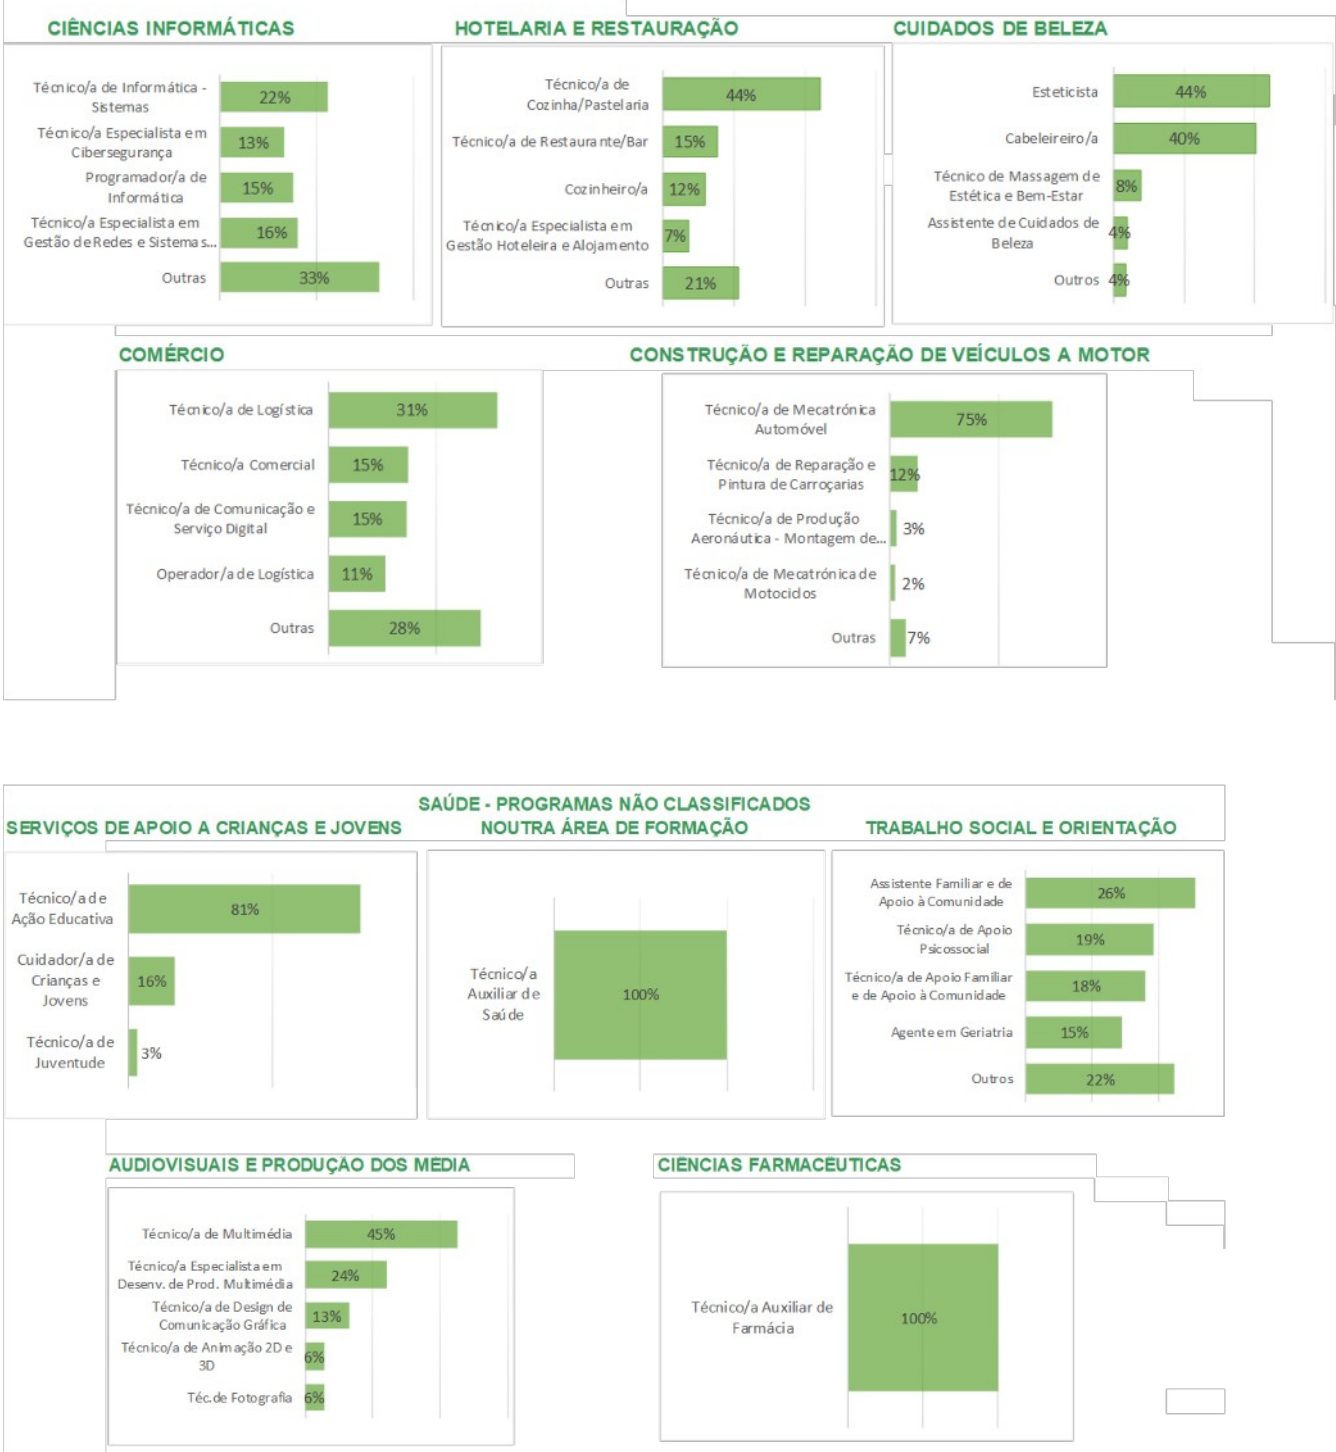 CIÊNCIAS INFORMÁTICAS
Técnico/a de Informática -
Sistemas
22%
Técnico/a Especialista em
Cibersegurança
13%
Programador/a de
Informática
15%
Técnico/a Especialista em
Gestão de Redes e Sistemas...
16%
Outras
33%
HOTELARIA E RESTAURAÇÃO
Técnico/a de
Cozinha/Pastelaria
44%
Técnico/a de Restaurante/Bar
15%
Cozinheiro/a
12%
Técnico/a Especialista em
Gestão Hoteleira e Alojamento
7%
Outras
21%
CUIDADOS DE BELEZA
Esteticista
44%
Cabeleireiro/a
40%
Técnico de Massagem de
Estética e Bem-Estar
8%
Assistente de Cuidados de
Beleza
4%
Outros
4%
COMÉRCIO
Técnico/a de Logística
31%
Técnico/a Comercial
15%
Técnico/a de Comunicação e
Serviço Digital
15%
Operador/a de Logística
11%
Outras
28%
CONSTRUÇÃO E REPARAÇÃO DE VEÍCULOS A MOTOR
Técnico/a de Mecatrónica
Automóvel
75%
Técnico/a de Reparação e
Pintura de Carroçarias
12%
Técnico/a de Produção
Aeronáutica - Montagem de...
3%
Técnico/a de Mecatrónica de
Motociclos
2%
Outras
7%
SERVIÇOS DE APOIO A CRIANÇAS E JOVENS
Técnico/a de
Ação Educativa
81%
Cuidador/a de
Crianças e
Jovens
16%
Técnico/a de
Juventude
3%
SAÚDE - PROGRAMAS NÃO CLASSIFICADOS
NOUTRA ÁREA DE FORMAÇÃO
Técnico/a
Auxiliar de
Saúde
100%
TRABALHO SOCIAL E ORIENTAÇÃO
Assistente Familiar e de
Apoio à Comunidade
26%
Técnico/a de Apoio
Psicossocial
19%
Técnico/a de Apoio Familiar
e de Apoio à Comunidade
18%
Agente em Geriatria
15%
Outros
22%
AUDIOVISUAIS E PRODUÇÃO DOS MÉDIA
Técnico/a de Multimédia
45%
Técnico/a Especialista em
Desenv. de Prod. Multimédia
24%
Técnico/a de Design de
Comunicação Gráfica
13%
Técnico/a de Animação 2D e
3D
6%
Téc.de Fotografia
6%
CIÊNCIAS FARMACÊUTICAS
Técnico/a Auxiliar de
Farmácia
100%